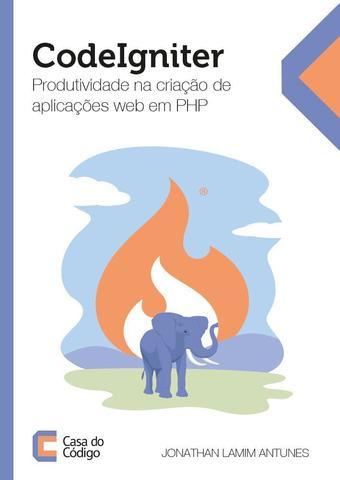 CodeIgniter
Produtividade na criação de
aplicações web em PHP
®
Casa do
Código
JONATHAN LAMIM ANTUNES